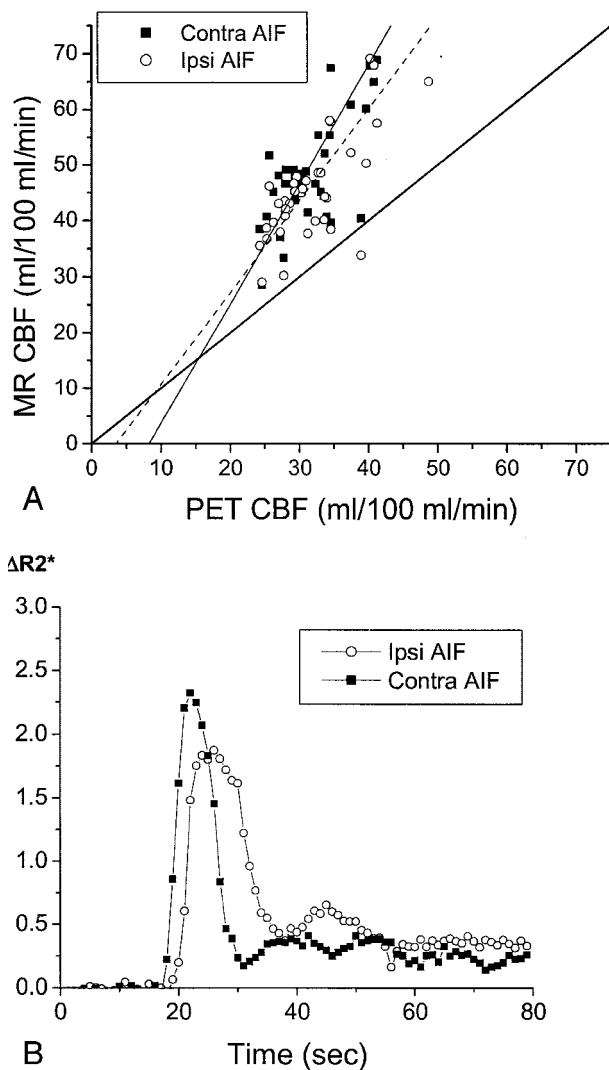 Contra AIF
Ipsi AIF
70
60
50
40
30
20
10
0
MR CBF (ml/100 ml/min)
0 10 20 30 40 50 60 70
A
PET CBF (ml/100 ml/min)
ΔR2*
3.0
2.5
2.0
1.5
1.0
0.5
0.0
Ipsi AIF
Contra AIF
0 20 40 60 80
B
Time (sec)